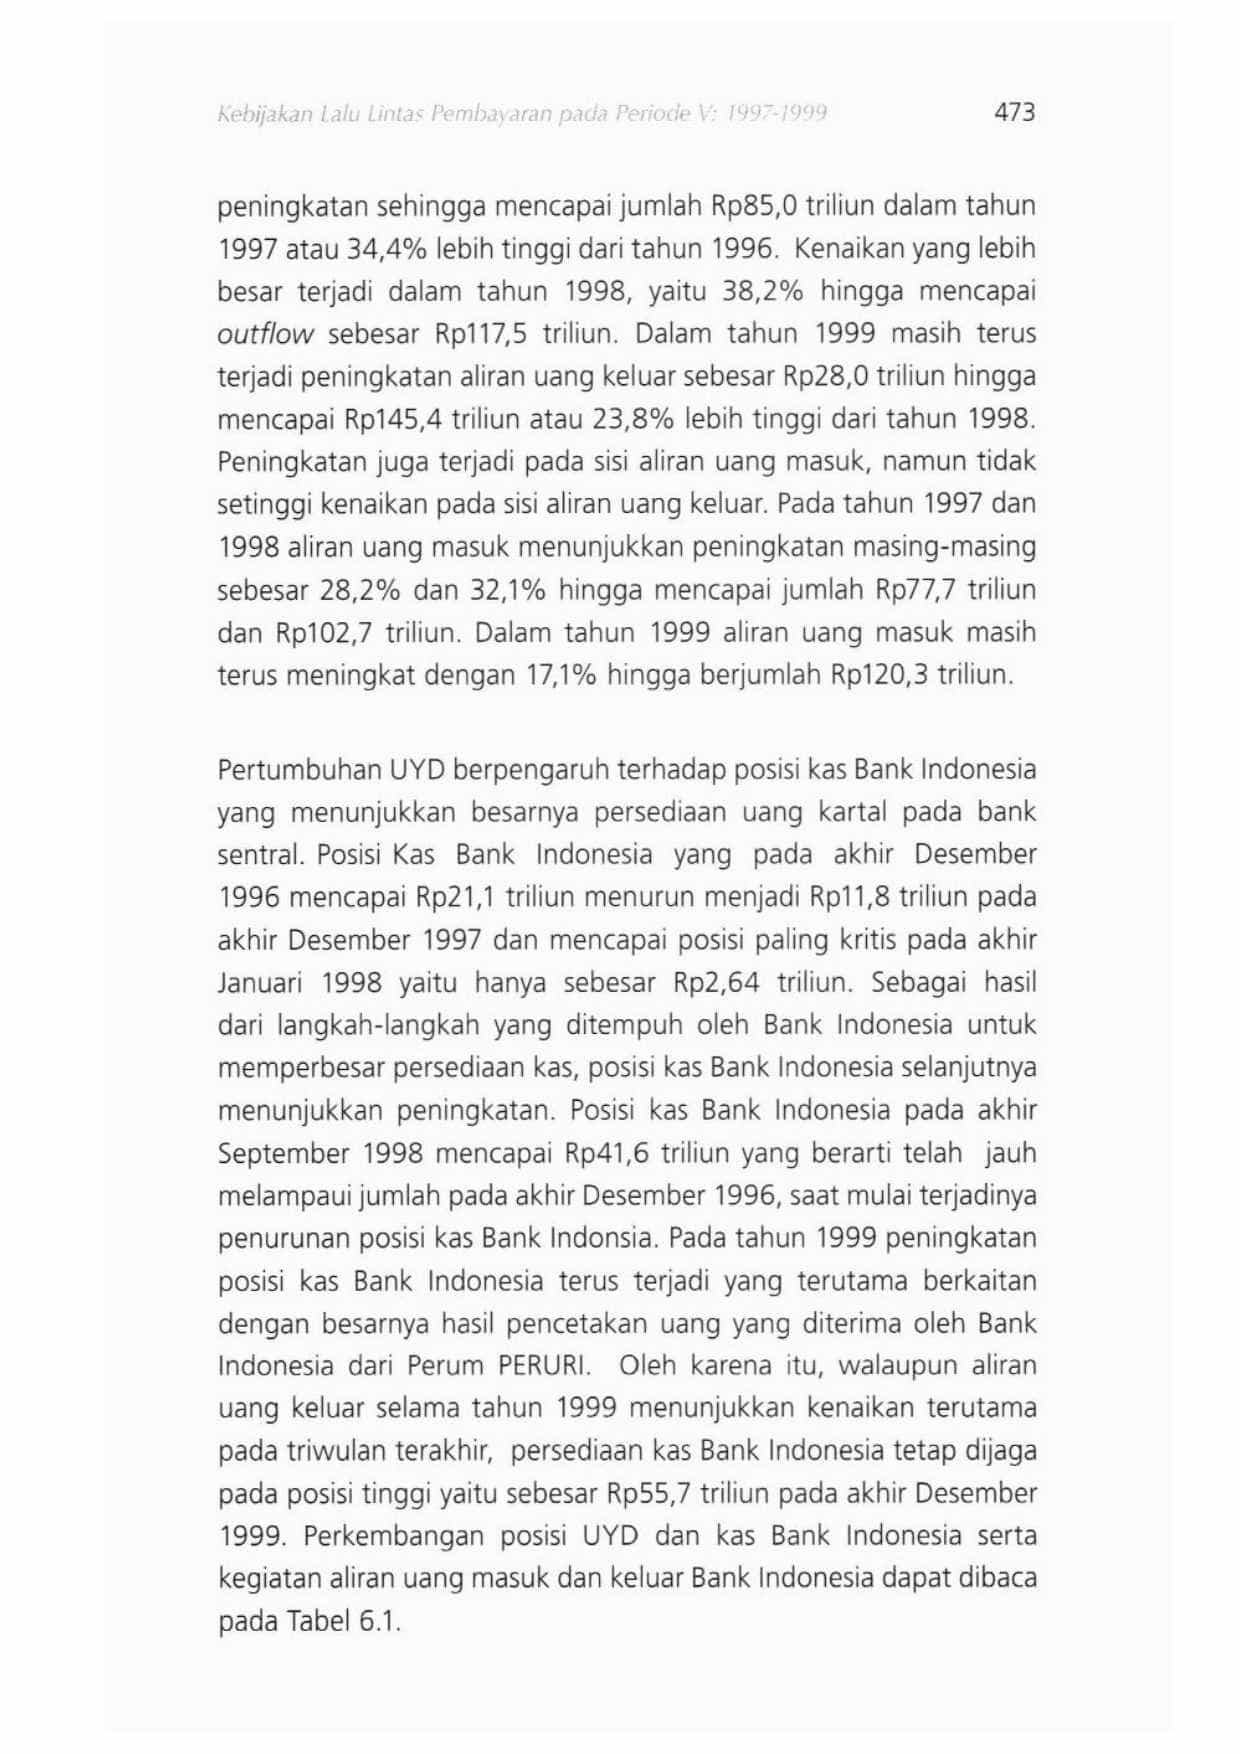 Kebijakan Lalu Lintas Pembayaran pada Periode V: 1997-1999 473
peningkatan sehingga mencapai jumlah Rp85,0 triliun dalam tahun
1997 atau 34,4% lebih tinggi dari tahun 1996. Kenaikan yang lebih
besar terjadi dalam tahun 1998, yaitu 38,2% hingga mencapai
outflow sebesar Rp117,5 triliun. Dalam tahun 1999 masih terus
terjadi peningkatan aliran uang keluar sebesar Rp28,0 triliun hingga
mencapai Rp145,4 triliun atau 23,8% lebih tinggi dari tahun 1998.
Peningkatan juga terjadi pada sisi aliran uang masuk, namun tidak
setinggi kenaikan pada sisi aliran uang keluar. Pada tahun 1997 dan
1998 aliran uang masuk menunjukkan peningkatan masing-masing
sebesar 28,2% dan 32,1% hingga mencapai jumlah Rp77,7 triliun
dan Rp102,7 triliun. Dalam tahun 1999 aliran uang masuk masih
terus meningkat dengan 17,1% hingga berjumlah Rp120,3 triliun.
Pertumbuhan UYD berpengaruh terhadap posisi kas Bank Indonesia
yang menunjukkan besarnya persediaan uang kartal pada bank
sentral. Posisi Kas Bank Indonesia yang pada akhir Desember
1996 mencapai Rp21,1 triliun menurun menjadi Rp11,8 triliun pada
akhir Desember 1997 dan mencapai posisi paling kritis pada akhir
Januari 1998 yaitu hanya sebesar Rp2,64 triliun. Sebagai hasil
dari langkah-langkah yang ditempuh oleh Bank Indonesia untuk
memperbesar persediaan kas, posisi kas Bank Indonesia selanjutnya
menunjukkan peningkatan. Posisi kas Bank Indonesia pada akhir
September 1998 mencapai Rp41,6 triliun yang berarti telah jauh
melampaui jumlah pada akhir Desember 1996, saat mulai terjadinya
penurunan posisi kas Bank Indonsia. Pada tahun 1999 peningkatan
posisi kas Bank Indonesia terus terjadi yang terutama berkaitan
dengan besarnya hasil pencetakan uang yang diterima oleh Bank
Indonesia dari Perum PERURI. Oleh karena itu, walaupun aliran
uang keluar selama tahun 1999 menunjukkan kenaikan terutama
pada triwulan terakhir, persediaan kas Bank Indonesia tetap dijaga
pada posisi tinggi yaitu sebesar Rp55,7 triliun pada akhir Desember
1999. Perkembangan posisi UYD dan kas Bank Indonesia serta
kegiatan aliran uang masuk dan keluar Bank Indonesia dapat dibaca
pada Tabel 6.1.